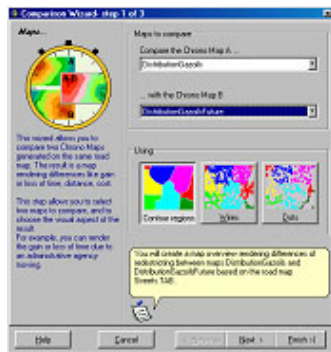 Comparison Wizard- step 1 of 3
Maps...
This wizard allows you to
compare two Chrono Maps
generated on the same road
map. The result is a map
rendering differences like gain
or loss of time, distance, cost.
This step allows you to select
two maps to compare, and to
choose the visual aspect of the
result.
For example, you can render
the gain or loss of time due to
an administrative agency
moving.
Maps to compare
Compare the Chrono Map A ...
DistributionGazoils
... with the Chrono Map B
DistributionGazoilsFuture
Using:
Contour regions
Wires
Dots
You will create a map overview rendering differences of
redistricting between maps DistributionGazoils and
DistributionGazoilsFuture based on the road map
Streets.TAB.
Help
Cancel
Next >
Finish